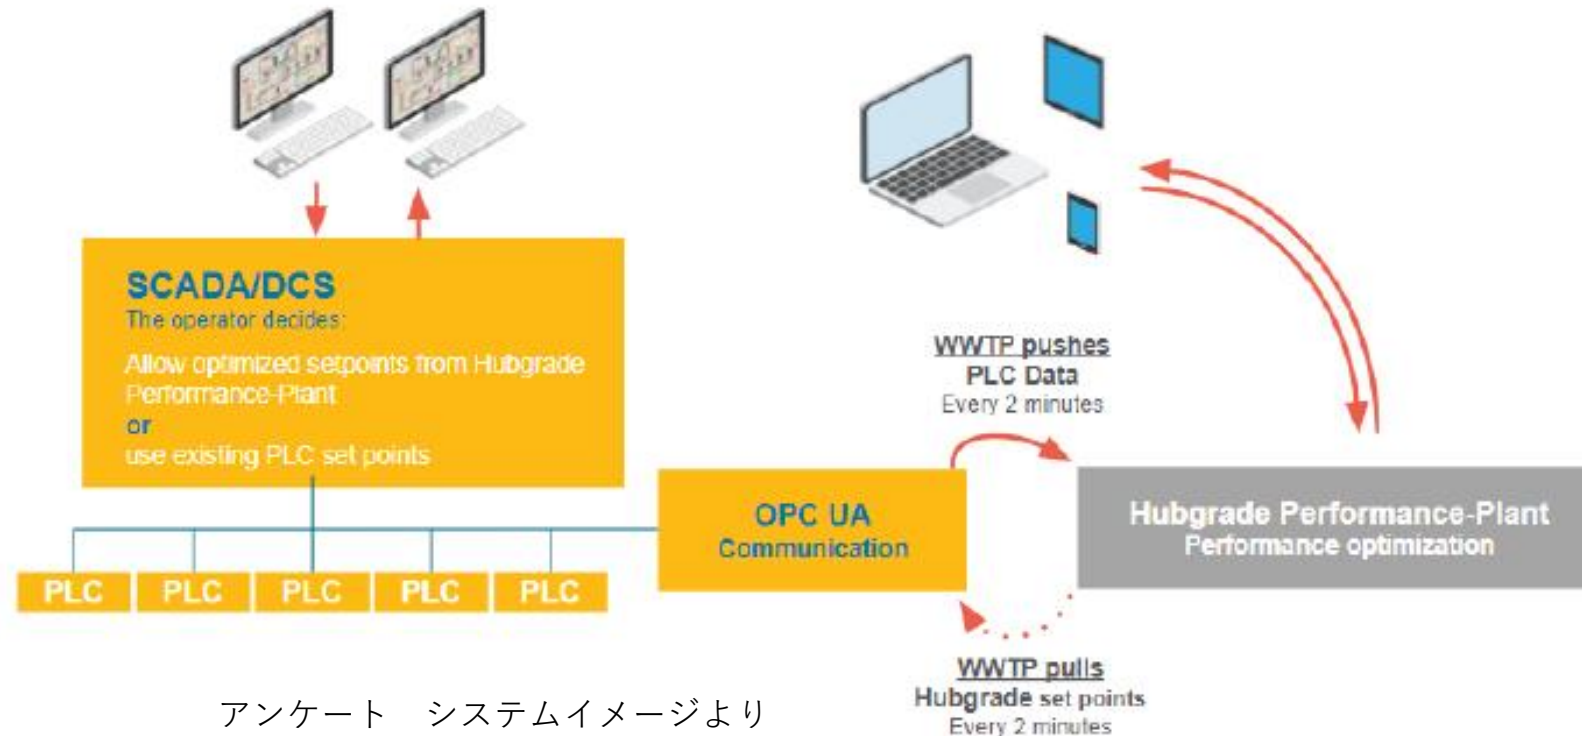 SCADA/DCS
The operator decides:
Allow optimized setpoints from Hubgrade
Performance-Plant
or
use existing PLC set points
WWTP pushes
PLC Data
Every 2 minutes
OPC UA
Communication
Hubgrade Performance-Plant
Performance optimization
PLC
PLC
PLC
PLC
PLC
WWTP pulls
Hubgrade set points
Every 2 minutes
アンケート　システムイメージより